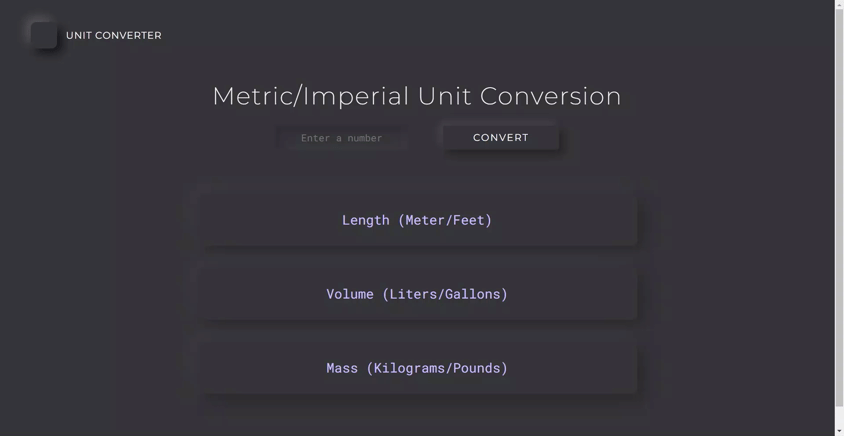 UNIT CONVERTER
Metric/Imperial Unit Conversion
Enter a number
CONVERT
Length (Meter/Feet)
Volume (Liters/Gallons)
Mass (Kilograms/Pounds)